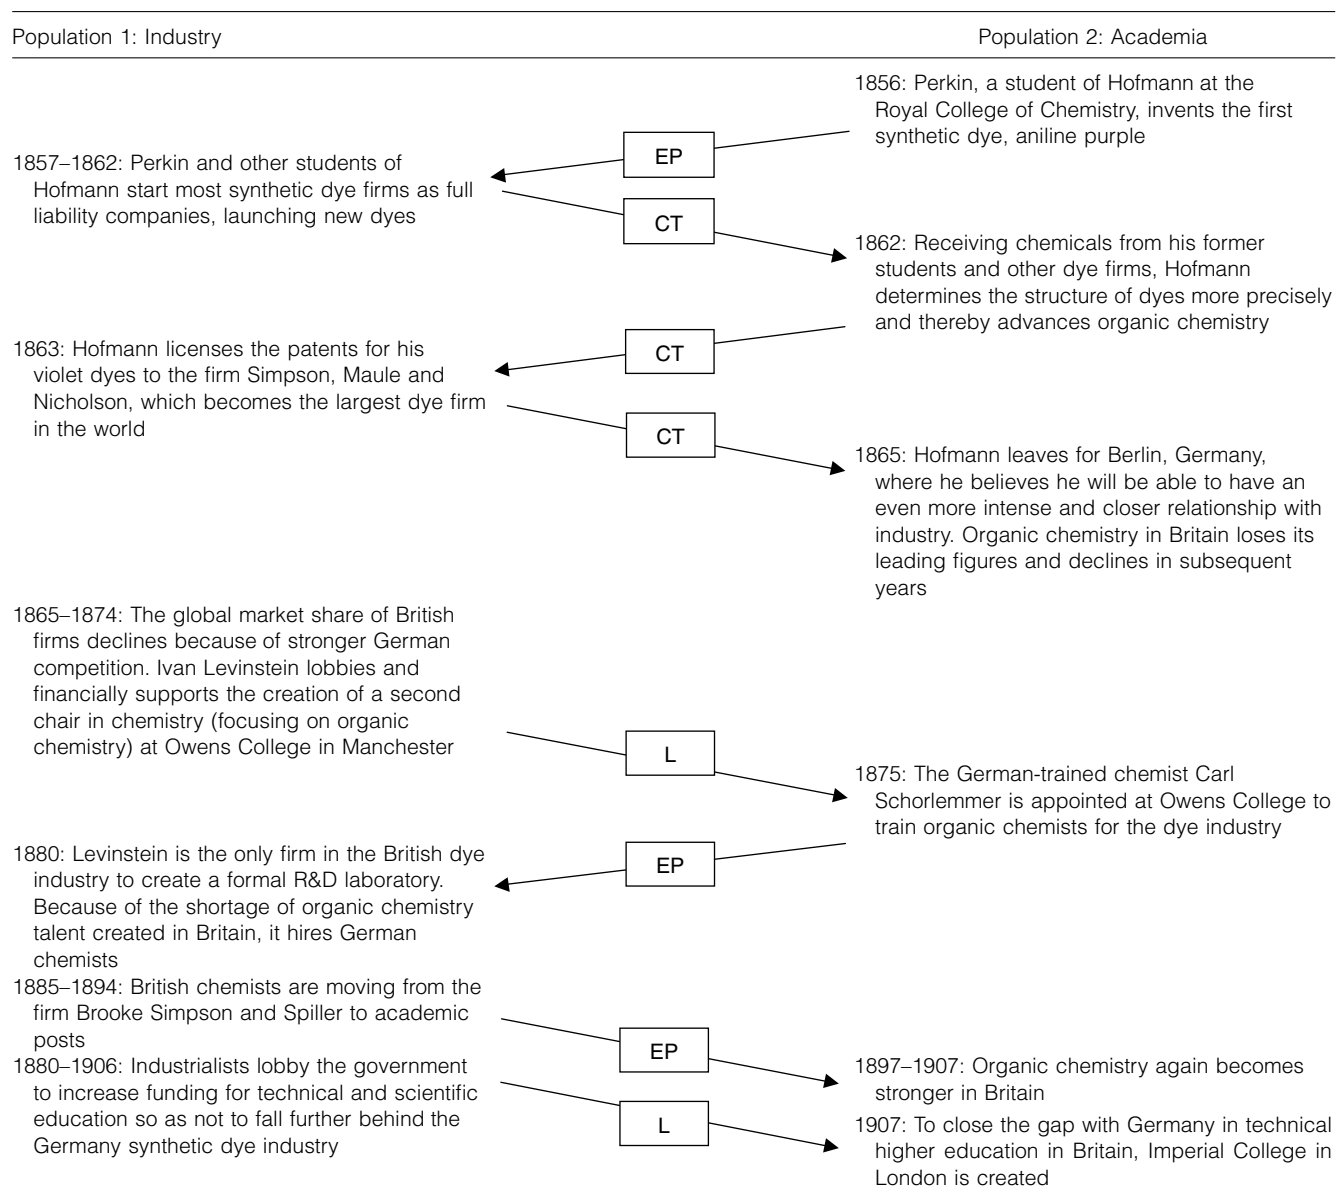 Population 1: Industry
Population 2: Academia
1856: Perkin, a student of Hofmann at the
Royal College of Chemistry, invents the first
synthetic dye, aniline purple
EP
1857–1862: Perkin and other students of
Hofmann start most synthetic dye firms as full
liability companies, launching new dyes
CT
1862: Receiving chemicals from his former
students and other dye firms, Hofmann
determines the structure of dyes more precisely
and thereby advances organic chemistry
CT
1863: Hofmann licenses the patents for his
violet dyes to the firm Simpson, Maule and
Nicholson, which becomes the largest dye firm
in the world
CT
1865: Hofmann leaves for Berlin, Germany,
where he believes he will be able to have an
even more intense and closer relationship with
industry. Organic chemistry in Britain loses its
leading figures and declines in subsequent
years
1865–1874: The global market share of British
firms declines because of stronger German
competition. Ivan Levinstein lobbies and
financially supports the creation of a second
chair in chemistry (focusing on organic
chemistry) at Owens College in Manchester
L
1875: The German-trained chemist Carl
Schorlemmer is appointed at Owens College to
train organic chemists for the dye industry
EP
1880: Levinstein is the only firm in the British dye
industry to create a formal R&D laboratory.
Because of the shortage of organic chemistry
talent created in Britain, it hires German
chemists
1885–1894: British chemists are moving from the
firm Brooke Simpson and Spiller to academic
posts
EP
1897–1907: Organic chemistry again becomes
stronger in Britain
1880–1906: Industrialists lobby the government
to increase funding for technical and scientific
education so as not to fall further behind the
Germany synthetic dye industry
L
1907: To close the gap with Germany in technical
higher education in Britain, Imperial College in
London is created